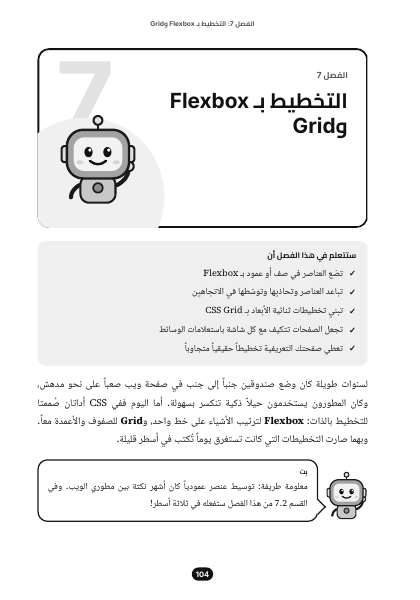 الفصل 7: التخطيط بـ Flexbox وGrid
7
الفصل 7
التخطيط بـ Flexbox
وGrid
ستتعلم في هذا الفصل أن
✓ تضع العناصر في صف أو عمود بـ Flexbox
✓ تباعد العناصر وتحاذيها وتوسّطها في الاتجاهين
✓ تبني تخطيطات ثنائية الأبعاد بـ CSS Grid
✓ تجعل الصفحات تتكيف مع كل شاشة باستعلامات الوسائط
✓ تعطي صفحتك التعريفية تخطيطاً حقيقياً متجاوباً
لسنوات طويلة كان وضع صندوقين جنباً إلى جنب في صفحة ويب صعباً على نحو مدهش،
وكان المطورون يستخدمون حيلاً ذكية تنكسر بسهولة. أما اليوم ففي CSS أداتان صُممتا
للتخطيط بالذات: Flexbox لترتيب الأشياء على خط واحد، وGrid للصفوف والأعمدة معاً.
وبهما صارت التخطيطات التي كانت تستغرق يوماً تُكتب في أسطر قليلة.
بِت
معلومة طريفة: توسيط عنصر عمودياً كان أشهر نكتة بين مطوري الويب. وفي
القسم 7.2 من هذا الفصل ستفعله في ثلاثة أسطر!
104